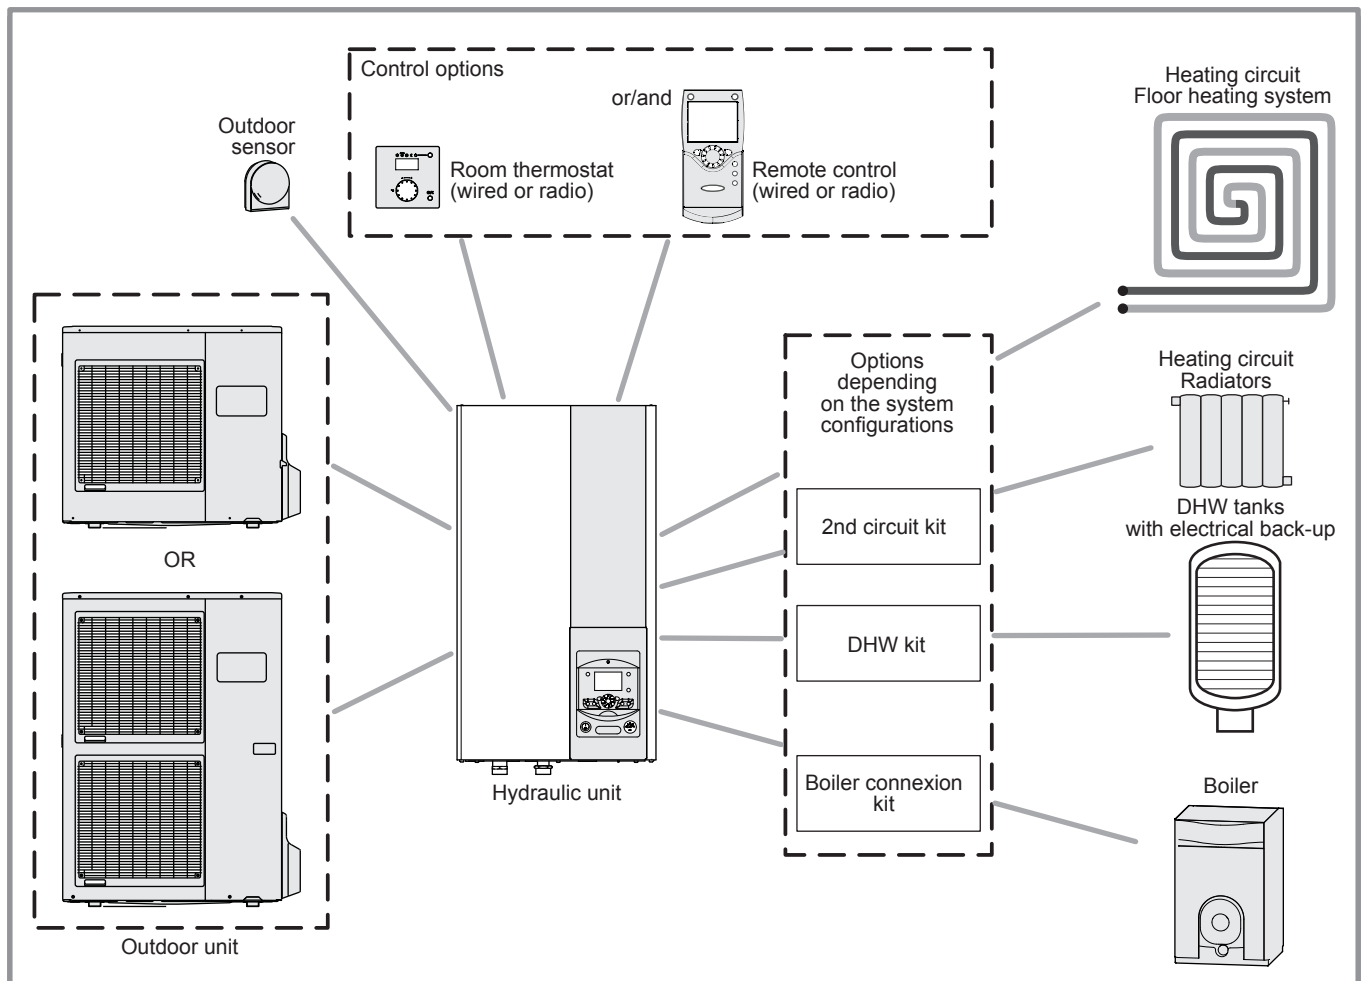 Control options
or/and
Outdoor
sensor
Room thermostat
(wired or radio)
Remote control
(wired or radio)
Heating circuit
Floor heating system
Options
depending
on the system
configurations
Heating circuit
Radiators
2nd circuit kit
DHW tanks
with electrical back-up
OR
DHW kit
Boiler connexion
kit
Hydraulic unit
Boiler
Outdoor unit